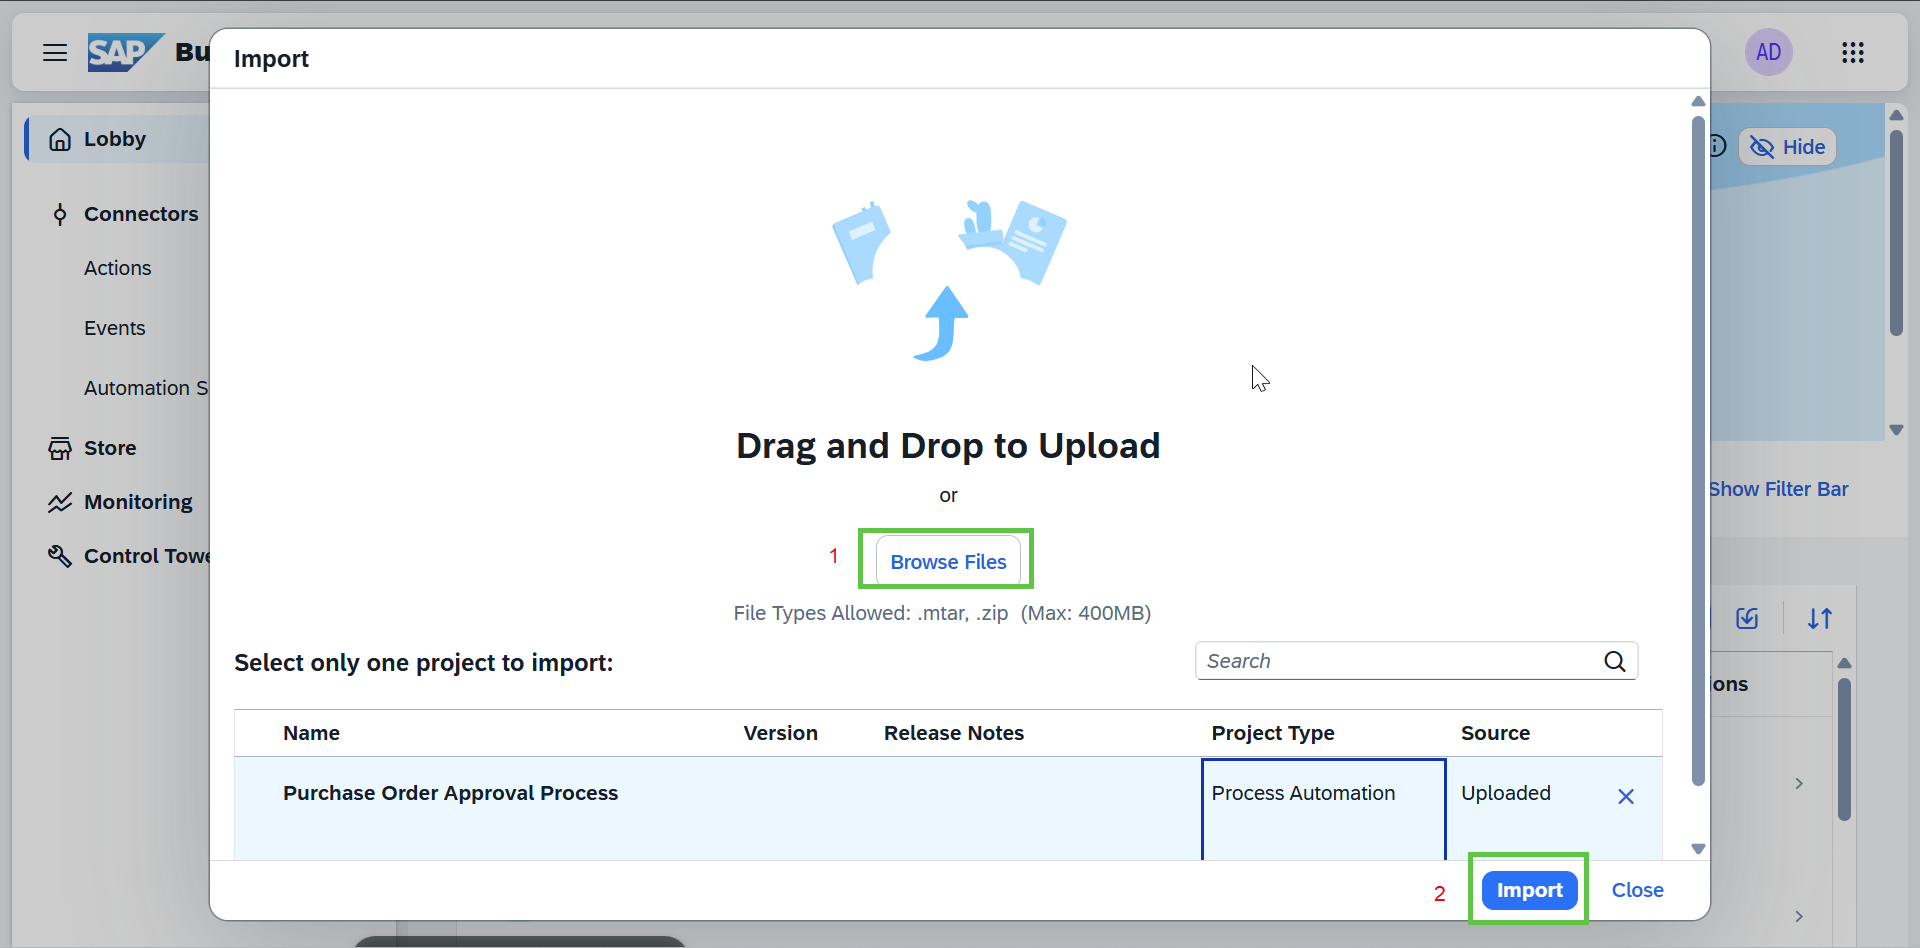 SAP Bu
Import
AD
Lobby
Hide
Connectors
Actions
Events
Automation S
Store
Monitoring
Control Towe
Drag and Drop to Upload
or
1
Browse Files
File Types Allowed: .mtar, .zip (Max: 400MB)
Show Filter Bar
Select only one project to import:
Search
ions
Name Version Release Notes Project Type Source
Purchase Order Approval Process Process Automation Uploaded
2
Import
Close